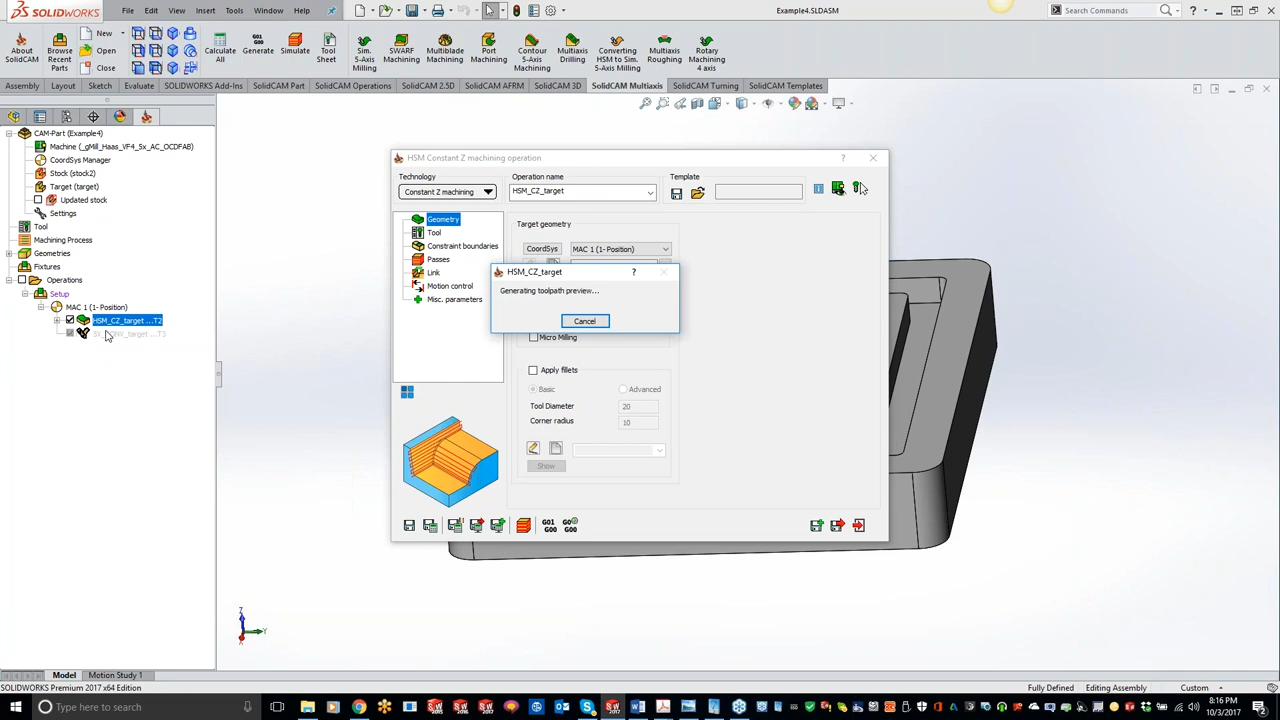 SOLIDWORKS
File Edit View Insert Tools Window Help
Example4.SLDASM
Search Commands
About SolidCAM
Browse Recent Parts
New
Open
Close
Calculate All
Generate
Simulate
Tool Sheet
Sim. 5-Axis Milling
SWARF Machining
Multiblade Machining
Port Machining
Contour 5-Axis Machining
Multiaxis Drilling
Converting HSM to Sim. 5-Axis Milling
Multiaxis Roughing
Rotary Machining 4 axis
Assembly Layout Sketch Evaluate SOLIDWORKS Add-Ins SolidCAM Part SolidCAM Operations SolidCAM 2.5D SolidCAM AFRM SolidCAM 3D SolidCAM Multiaxis SolidCAM Turning SolidCAM Templates
CAM-Part (Example4)
Machine (_gMill_Haas_VF4_5x_AC_OCDFAB)
CoordSys Manager
Stock (stock2)
Target (target)
Updated stock
Settings
Tool
Machining Process
Geometries
Fixtures
Operations
Setup
MAC 1 (1- Position)
HSM_CZ_target ...T2
HSM Constant Z machining operation
Technology
Constant Z machining
Operation name
HSM_CZ_target
Template
Geometry
Tool
Constraint boundaries
Passes
Link
Motion control
Misc. parameters
Target geometry
CoordSys
MAC 1 (1- Position)
HSM_CZ_target
Generating toolpath preview...
Cancel
Micro Milling
Apply fillets
Basic
Advanced
Tool Diameter
20
Corner radius
10
Show
G01 G00
Z
Y
X
Model Motion Study 1
SOLIDWORKS Premium 2017 x64 Edition
Fully Defined
Editing Assembly
Custom
Type here to search
8:16 PM
10/3/2017